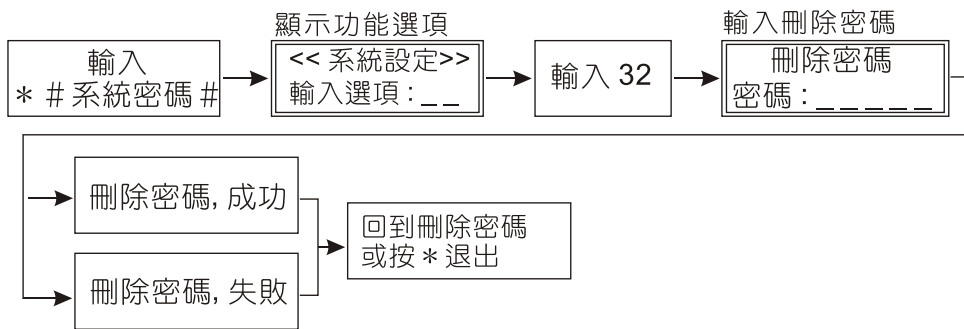 顯示功能選項
輸入刪除密碼
輸入
＊＃系統密碼＃
<< 系統設定>>
輸入選項：_ _
輸入 32
刪除密碼
密碼：_ _ _ _ _
刪除密碼, 成功
刪除密碼, 失敗
回到刪除密碼
或按＊退出